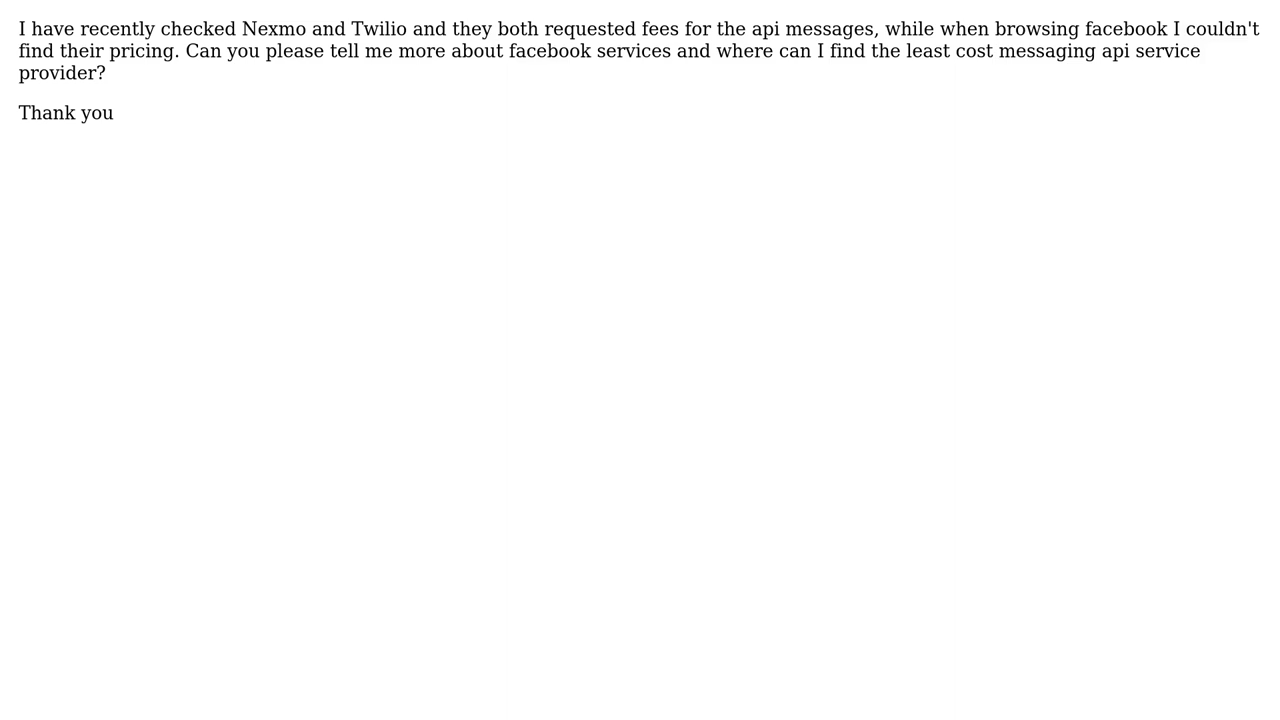 I have recently checked Nexmo and Twilio and they both requested fees for the api messages, while when browsing facebook I couldn't
find their pricing. Can you please tell me more about facebook services and where can I find the least cost messaging api service
provider?
Thank you